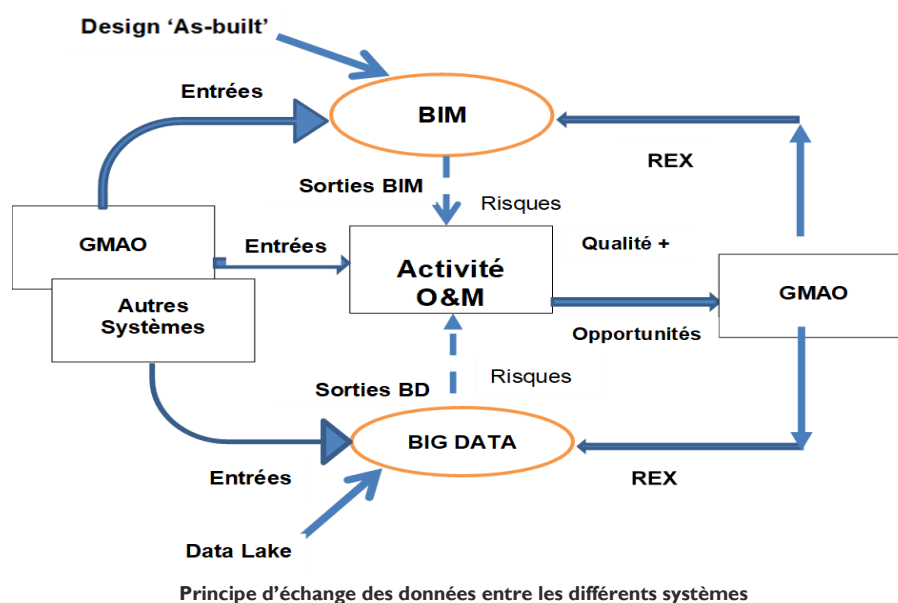 Design ‘As-built’
Entrées
BIM
REX
Sorties BIM
Risques
GMAO
Entrées
Activité
O&M
Qualité +
GMAO
Autres
Systèmes
Opportunités
Sorties BD
Risques
BIG DATA
Entrées
REX
Data Lake
Principe d’échange des données entre les différents systèmes